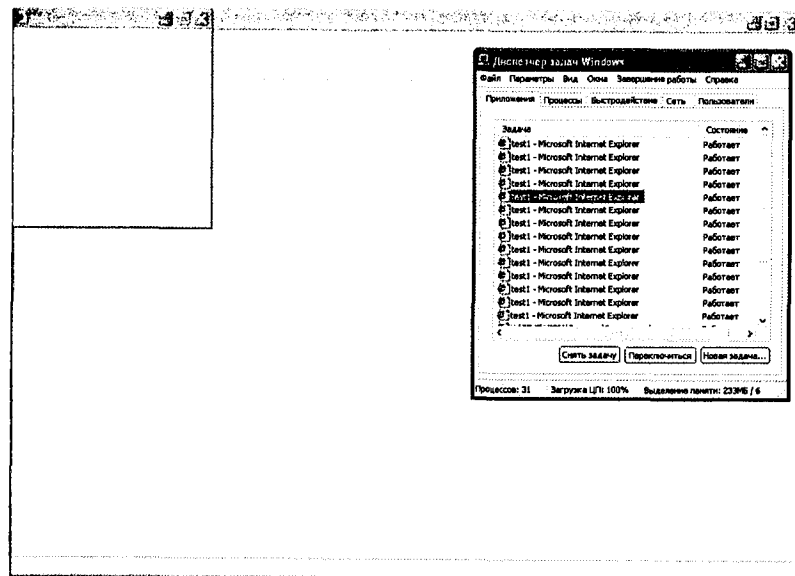 Диспетчер задач Windows
Файл Параметры Вид Окна Завершение работы Справка
Приложения Процессы Быстродействие Сеть Пользователи
Задача Состояние
test1 - Microsoft Internet Explorer Работает
test1 - Microsoft Internet Explorer Работает
test1 - Microsoft Internet Explorer Работает
test1 - Microsoft Internet Explorer Работает
test1 - Microsoft Internet Explorer Работает
test1 - Microsoft Internet Explorer Работает
test1 - Microsoft Internet Explorer Работает
test1 - Microsoft Internet Explorer Работает
test1 - Microsoft Internet Explorer Работает
test1 - Microsoft Internet Explorer Работает
test1 - Microsoft Internet Explorer Работает
test1 - Microsoft Internet Explorer Работает
test1 - Microsoft Internet Explorer Работает
test1 - Microsoft Internet Explorer Работает
Снять задачу Переключиться Новая задача...
Процессов: 31 Загрузка ЦП: 100% Выделение памяти: 233МБ / 6